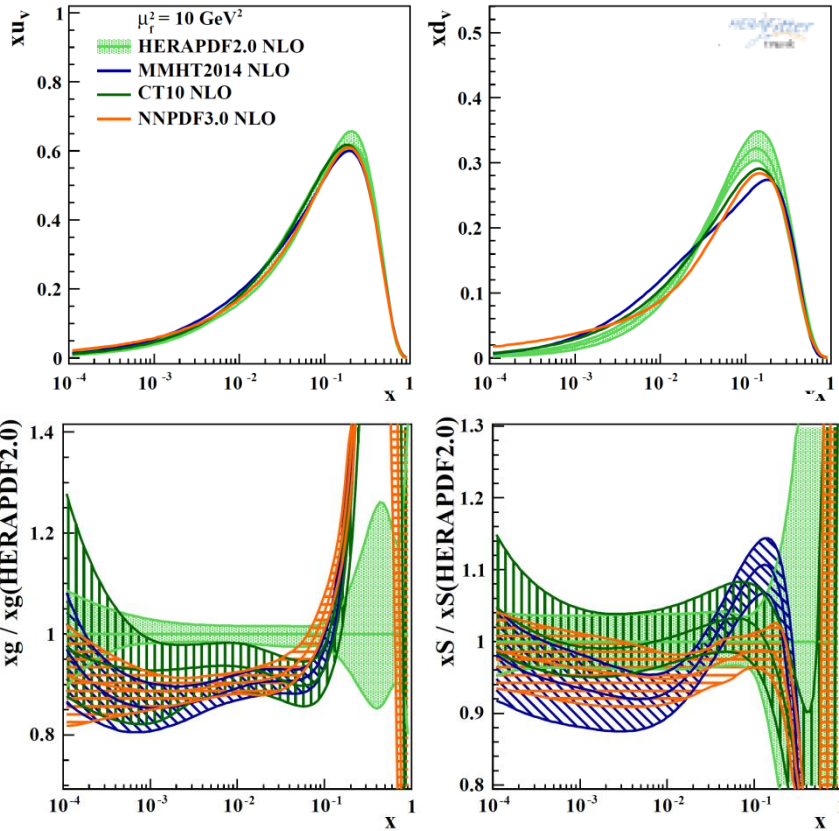 xu_v
μ_f² = 10 GeV²
HERAPDF2.0 NLO
MMHT2014 NLO
CT10 NLO
NNPDF3.0 NLO
1
0.8
0.6
0.4
0.2
0
10⁻⁴ 10⁻³ 10⁻² 10⁻¹ 1
x
xd_v
0.5
0.4
0.3
0.2
0.1
0
10⁻⁴ 10⁻³ 10⁻² 10⁻¹ 1
x
xg / xg(HERAPDF2.0)
1.4
1.2
1
0.8
10⁻⁴ 10⁻³ 10⁻² 10⁻¹ 1
x
xS / xS(HERAPDF2.0)
1.3
1.2
1.1
1
0.9
0.8
10⁻⁴ 10⁻³ 10⁻² 10⁻¹ 1
x